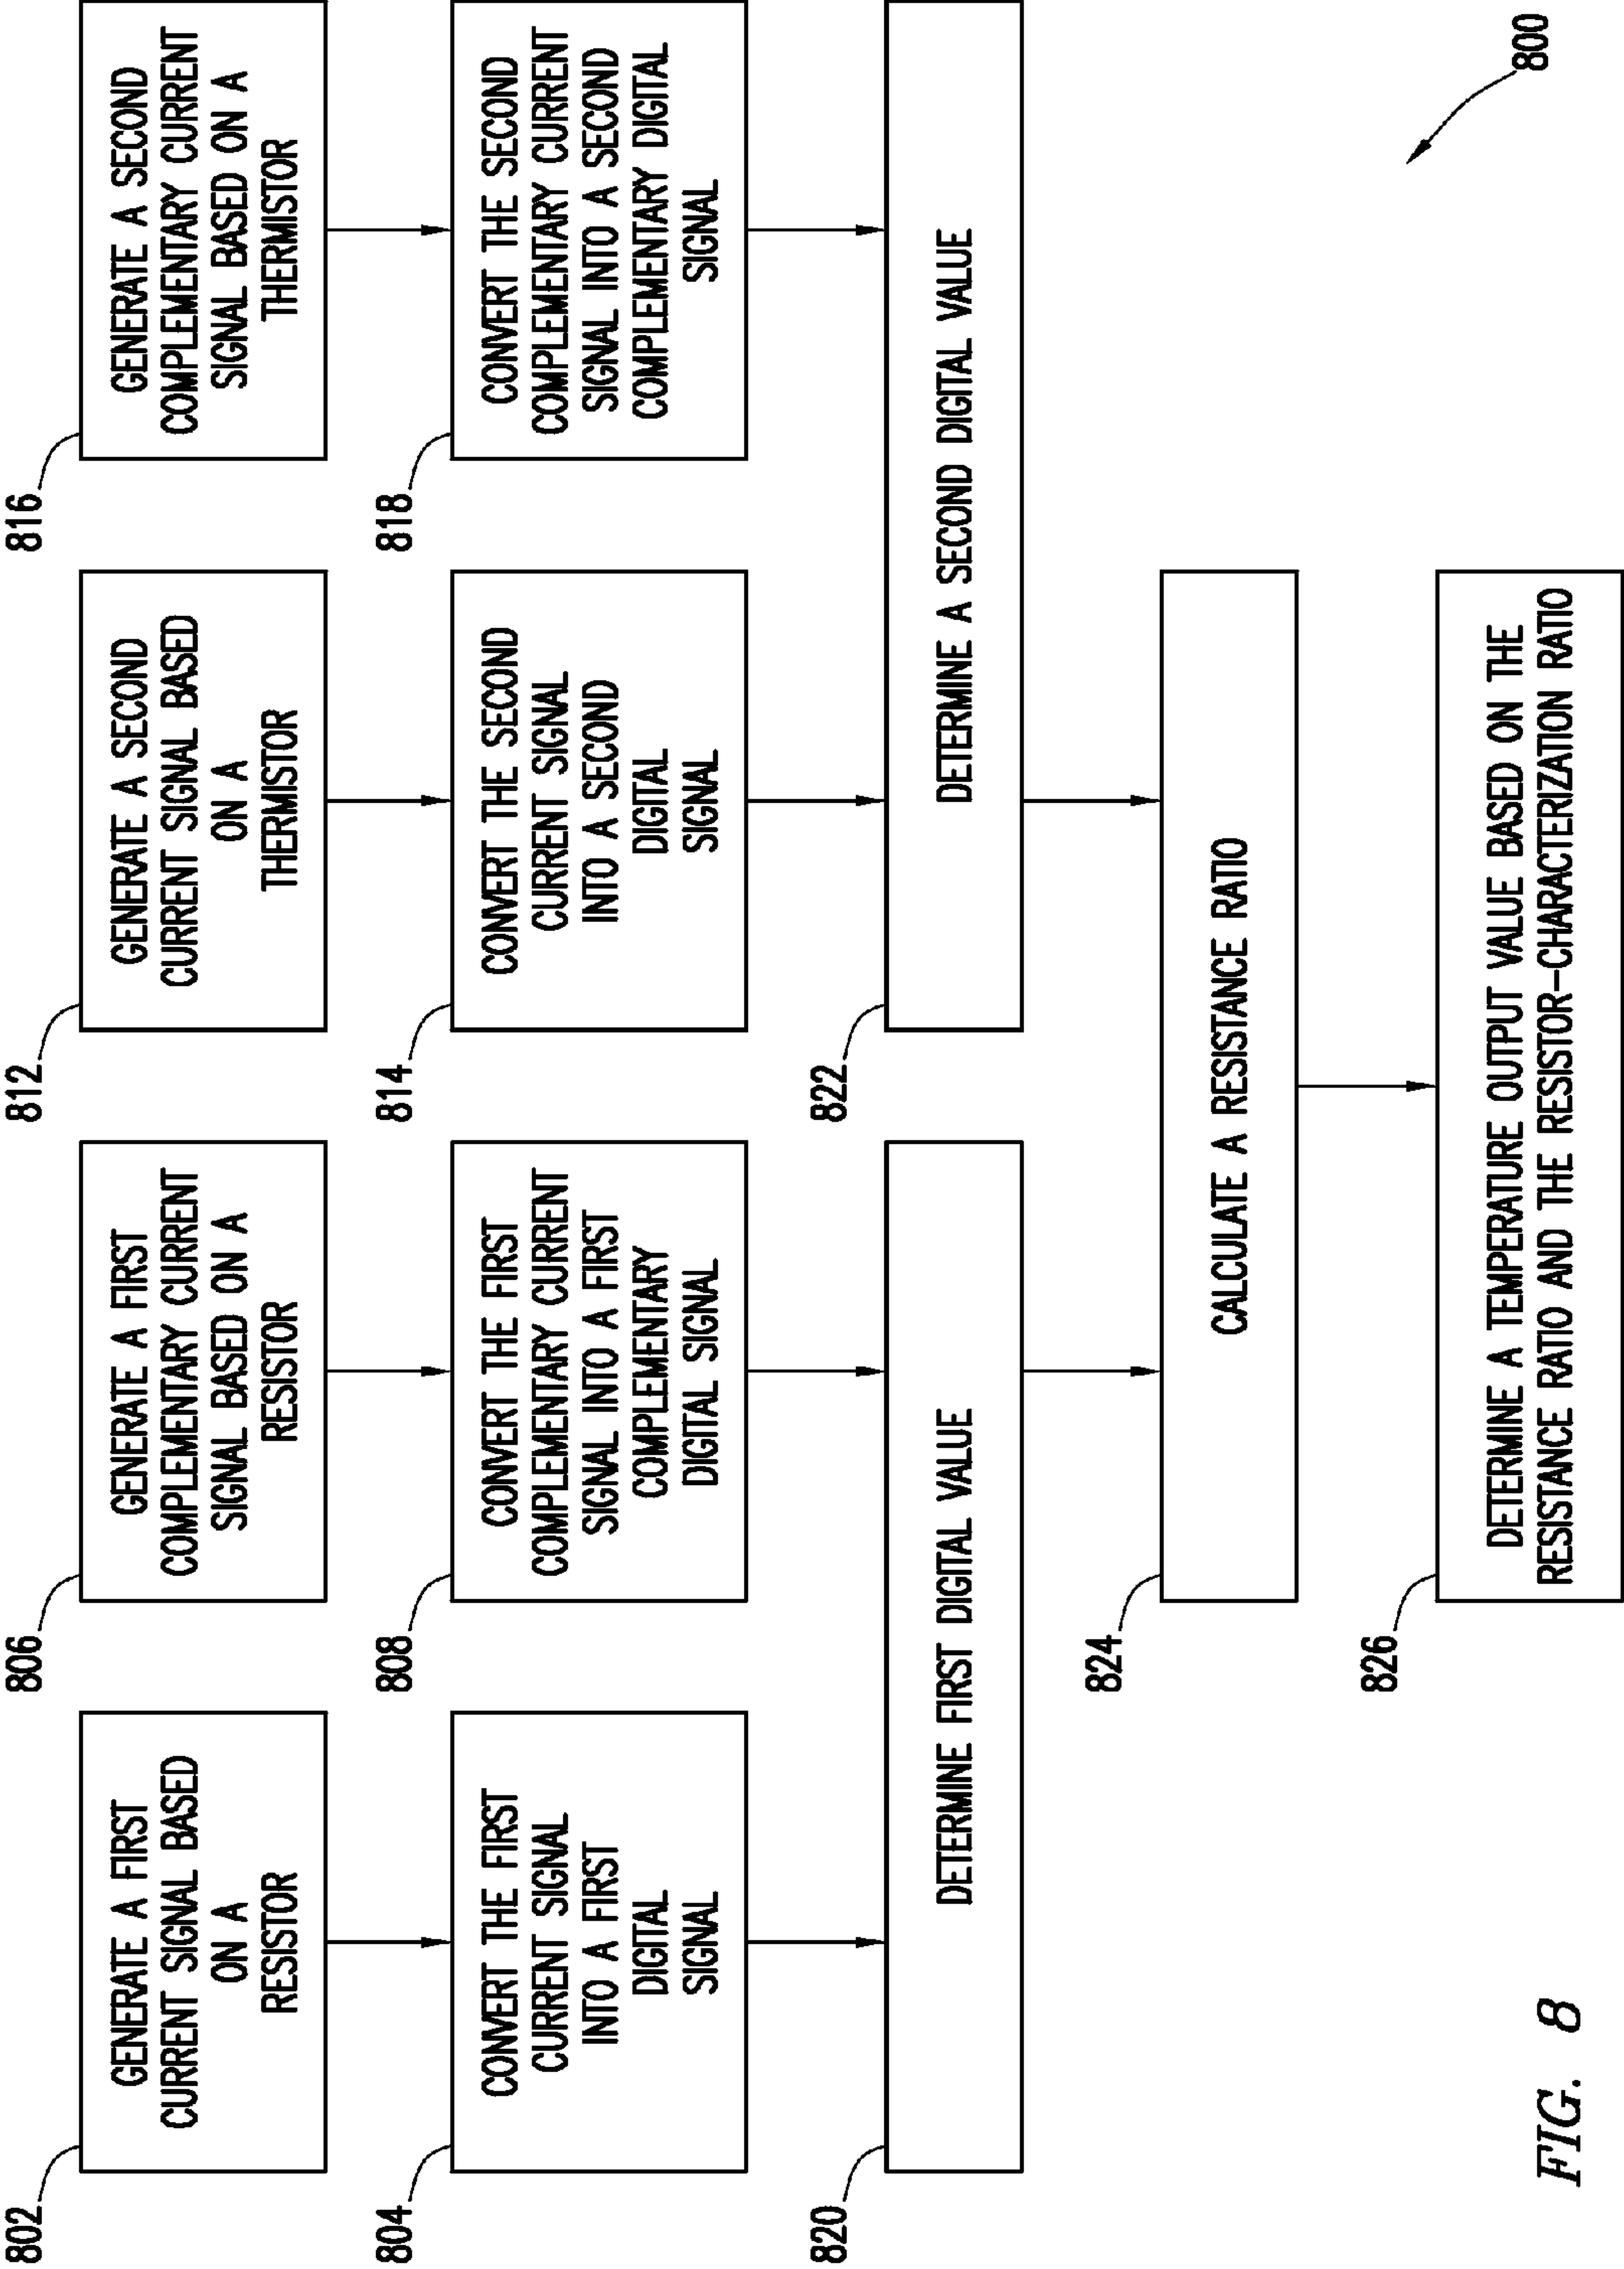 802
GENERATE A FIRST
CURRENT SIGNAL BASED
ON A
RESISTOR
806
GENERATE A FIRST
COMPLEMENTARY CURRENT
SIGNAL BASED ON A
RESISTOR
812
GENERATE A SECOND
CURRENT SIGNAL BASED
ON A
THERMISTOR
816
GENERATE A SECOND
COMPLEMENTARY CURRENT
SIGNAL BASED ON A
THERMISTOR
804
CONVERT THE FIRST
CURRENT SIGNAL
INTO A FIRST
DIGITAL
SIGNAL
808
CONVERT THE FIRST
COMPLEMENTARY CURRENT
SIGNAL INTO A FIRST
COMPLEMENTARY
DIGITAL SIGNAL
814
CONVERT THE SECOND
CURRENT SIGNAL
INTO A SECOND
DIGITAL
SIGNAL
818
CONVERT THE SECOND
COMPLEMENTARY CURRENT
SIGNAL INTO A SECOND
COMPLEMENTARY DIGITAL
SIGNAL
820
DETERMINE FIRST DIGITAL VALUE
822
DETERMINE A SECOND DIGITAL VALUE
824
CALCULATE A RESISTANCE RATIO
826
DETERMINE A TEMPERATURE OUTPUT VALUE BASED ON THE
RESISTANCE RATIO AND THE RESISTOR-CHARACTERIZATION RATIO
800
FIG. 8